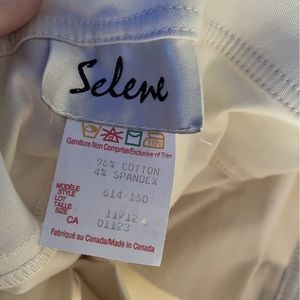 Selene
Garniture Non Comprise/Exclusive of Trim
96% COTTON
4% SPANDEX
MODÈLE
STYLE 614-150
LOT
TAILLE 11/12
SIZE 01123
CA
Fabriqué au Canada/Made in Canada